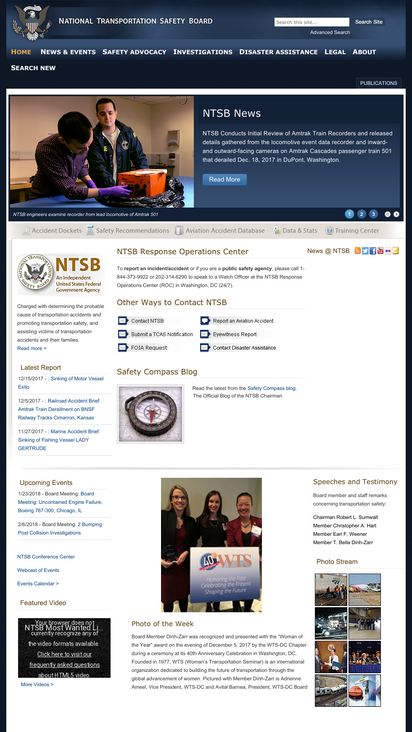 NATIONAL TRANSPORTATION SAFETY BOARD
Search this site...
Search Site
Advanced Search
HOME NEWS & EVENTS SAFETY ADVOCACY INVESTIGATIONS DISASTER ASSISTANCE LEGAL ABOUT
SEARCH NEW
PUBLICATIONS
NTSB News
NTSB Conducts Initial Review of Amtrak Train Recorders and released
details gathered from the locomotive event data recorder and inward-
and outward-facing cameras on Amtrak Cascades passenger train 501
that derailed Dec. 18, 2017 in DuPont, Washington.
Read More
NTSB engineers examine recorder from lead locomotive of Amtrak 501
1 2 3
Accident Dockets Safety Recommendations Aviation Accident Database Data & Stats Training Center
NTSB
An Independent
United States Federal
Government Agency
Charged with determining the probable
cause of transportation accidents and
promoting transportation safety, and
assisting victims of transportation
accidents and their families.
Read more >
NTSB Response Operations Center
News @ NTSB
To report an incident/accident or if you are a public safety agency, please call 1-
844-373-9922 or 202-314-6290 to speak to a Watch Officer at the NTSB Response
Operations Center (ROC) in Washington, DC (24/7).
Other Ways to Contact NTSB
Contact NTSB
Report an Aviation Accident
Submit a TCAS Notification
Eyewitness Report
FOIA Request
Contact Disaster Assistance
Latest Report
12/15/2017 - : Sinking of Motor Vessel
Exito
12/5/2017 - : Railroad Accident Brief:
Amtrak Train Derailment on BNSF
Railway Tracks Cimarron, Kansas
11/27/2017 - : Marine Accident Brief:
Sinking of Fishing Vessel LADY
GERTRUDE
Safety Compass Blog
Read the latest from the Safety Compass blog.
The Official Blog of the NTSB Chairman
Upcoming Events
1/23/2018 - Board Meeting: Board
Meeting: Uncontained Engine Failure,
Boeing 767-300; Chicago, IL
2/6/2018 - Board Meeting: 2 Bumping
Post Collision Investigations
NTSB Conference Center
Webcast of Events
Events Calendar >
Featured Video
Your browser does not
NTSB Most Wanted Li...
currently recognize any of
the video formats available.
Click here to visit our
frequently asked questions
about HTML5 video.
More Videos >
40 WTS
Honoring the Past
Celebrating the Present
Shaping the Future
Photo of the Week
Board Member Dinh-Zarr was recognized and presented with the "Woman of
the Year" award on the evening of December 5, 2017 by the WTS-DC Chapter
during a ceremony at its 40th Anniversary Celebration in Washington, DC.
Founded in 1977, WTS (Woman's Transportation Seminar) is an international
organization dedicated to building the future of transportation through the
global advancement of women. Pictured with Member Dinh-Zarr is Adrienne
Ameel, Vice President, WTS-DC and Avital Barnea, President, WTS-DC Board
Speeches and Testimony
Board member and staff remarks
concerning transportation safety:
Chairman Robert L. Sumwalt
Member Christopher A. Hart
Member Earl F. Weener
Member T. Bella Dinh-Zarr
Photo Stream